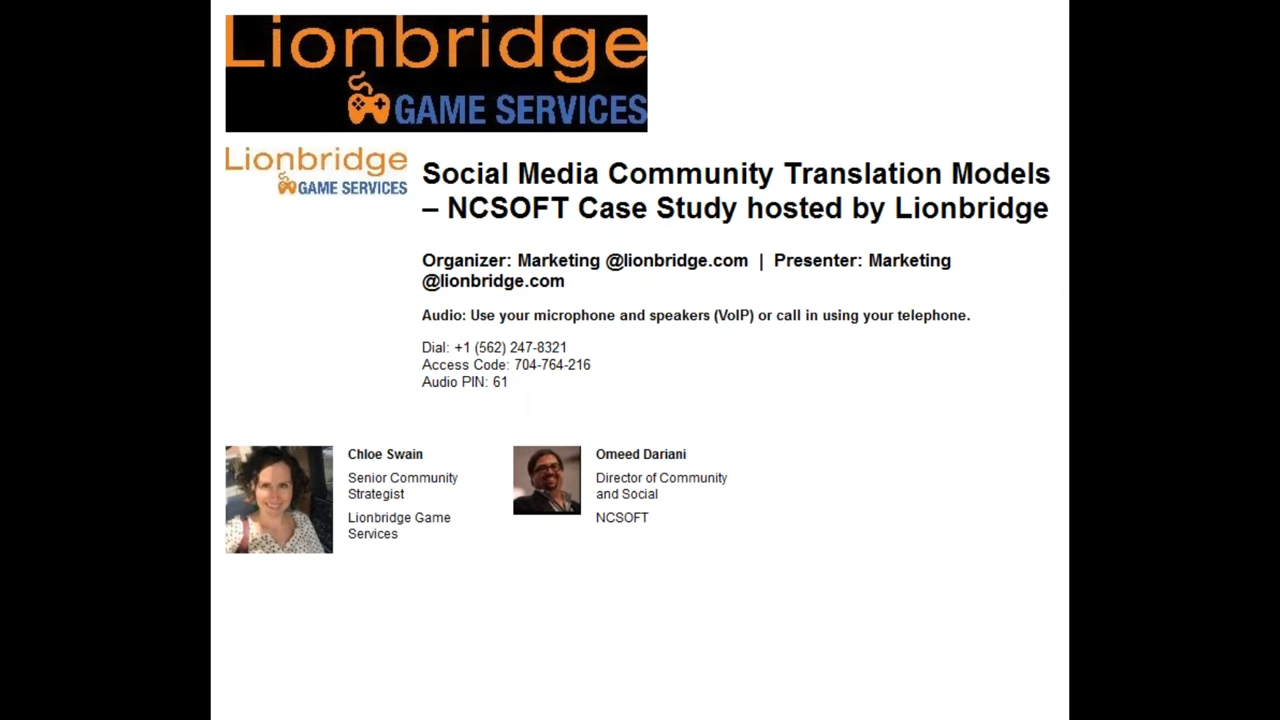 Lionbridge
GAME SERVICES
Lionbridge
GAME SERVICES
Social Media Community Translation Models
– NCSOFT Case Study hosted by Lionbridge
Organizer: Marketing @lionbridge.com | Presenter: Marketing
@lionbridge.com
Audio: Use your microphone and speakers (VoIP) or call in using your telephone.
Dial: +1 (562) 247-8321
Access Code: 704-764-216
Audio PIN: 61
Chloe Swain
Senior Community
Strategist
Lionbridge Game
Services
Omeed Dariani
Director of Community
and Social
NCSOFT